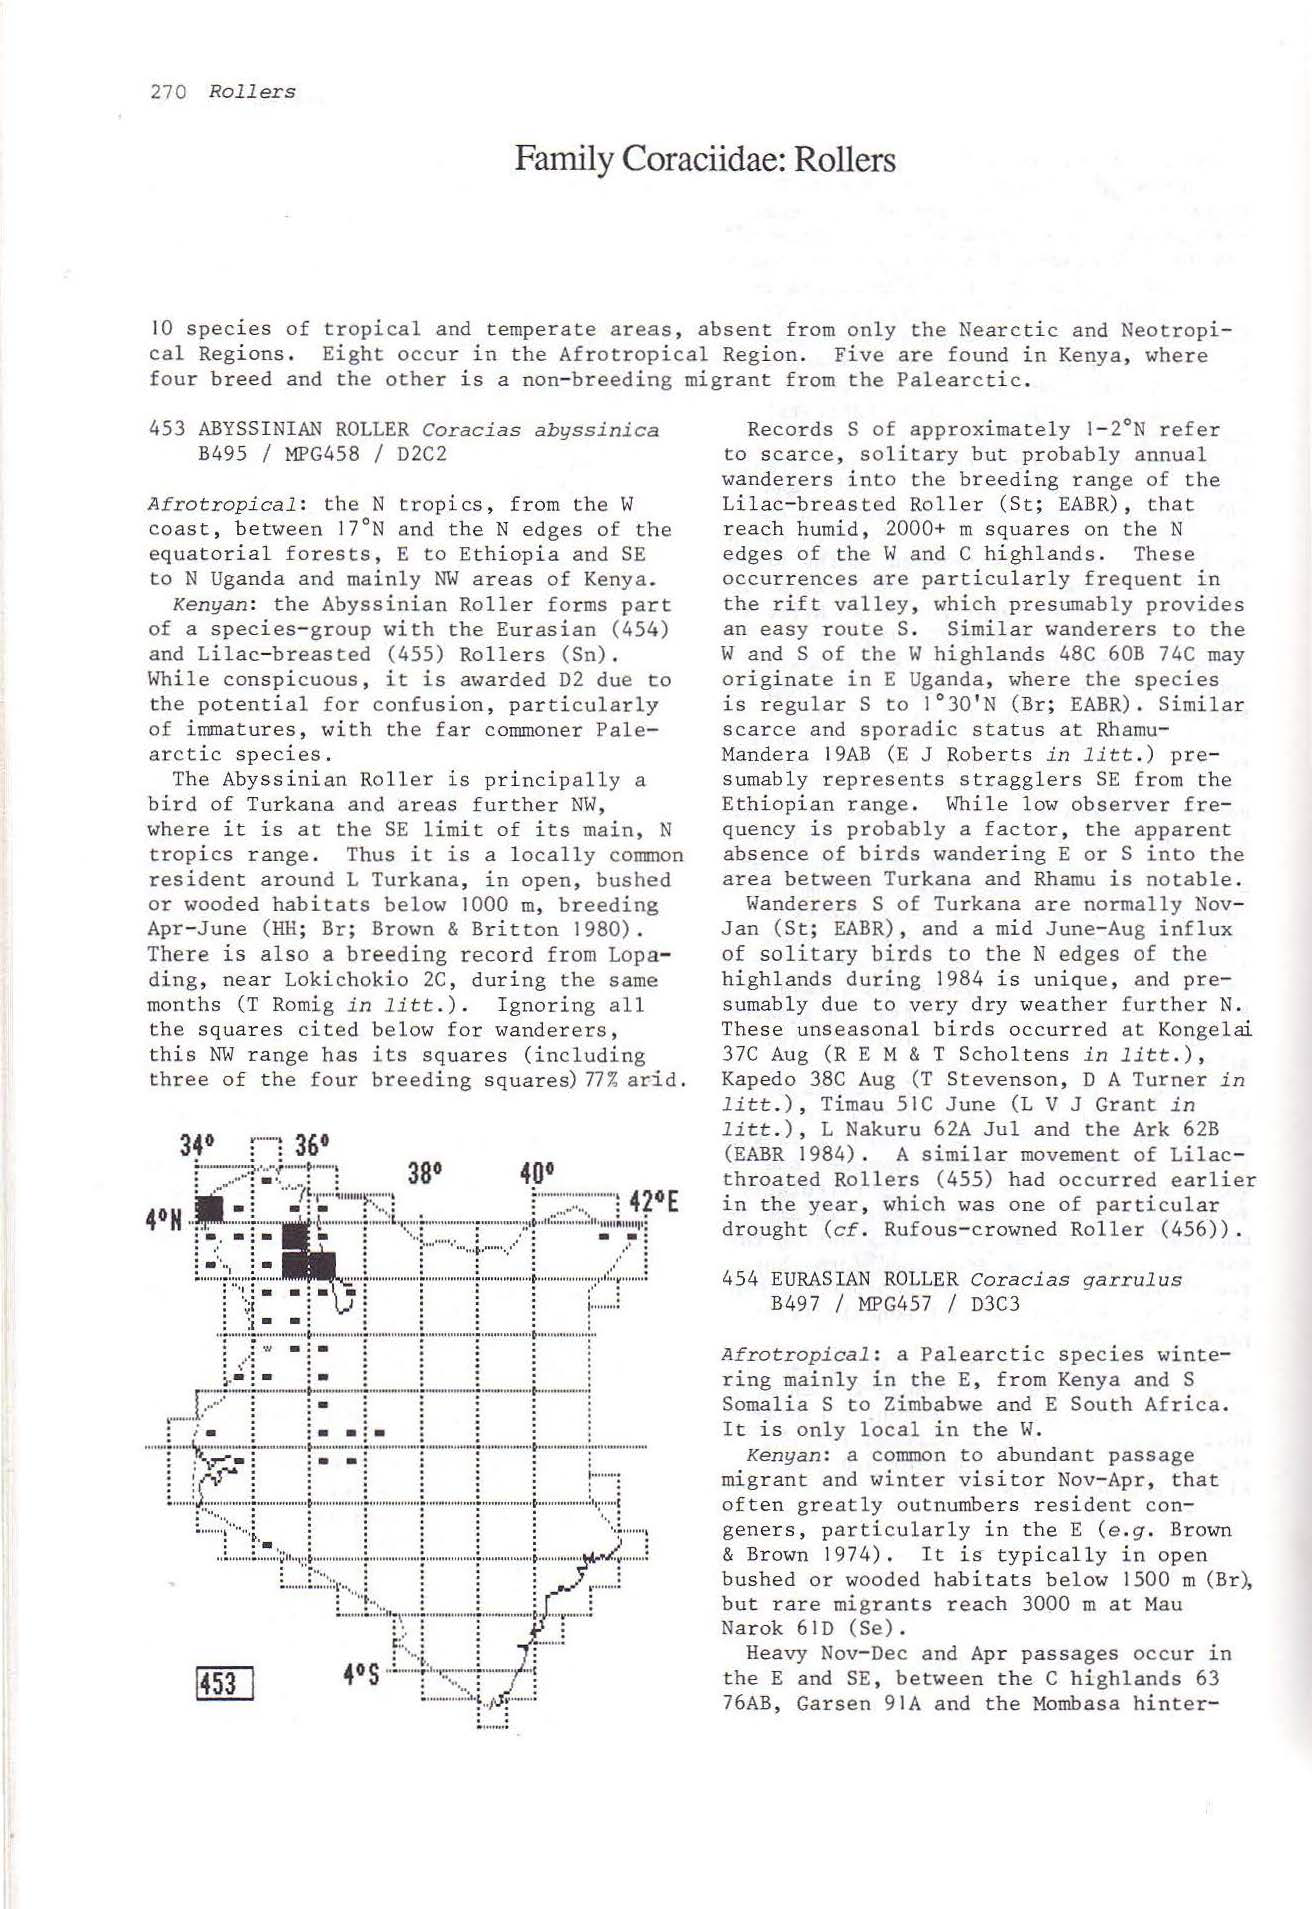 270 Rollers
Family Coraciidae: Rollers
10 species of tropical and temperate areas, absent from only the Nearctic and Neotropi-
cal Regions. Eight occur in the Afrotropical Region. Five are found in Kenya, where
four breed and the other is a non-breeding migrant from the Palearctic.
453 ABYSSINIAN ROLLER Coracias abyssinica
B495 / MPG458 / D2C2
Afrotropical: the N tropics, from the W
coast, between 17°N and the N edges of the
equatorial forests, E to Ethiopia and SE
to N Uganda and mainly NW areas of Kenya.
Kenyan: the Abyssinian Roller forms part
of a species-group with the Eurasian (454)
and Lilac-breasted (455) Rollers (Sn).
While conspicuous, it is awarded D2 due to
the potential for confusion, particularly
of immatures, with the far commoner Pale-
arctic species.
The Abyssinian Roller is principally a
bird of Turkana and areas further NW,
where it is at the SE limit of its main, N
tropics range. Thus it is a locally common
resident around L Turkana, in open, bushed
or wooded habitats below 1000 m, breeding
Apr-June (HH; Br; Brown & Britton 1980).
There is also a breeding record from Lopa-
ding, near Lokichokio 2C, during the same
months (T Romig in litt.). Ignoring all
the squares cited below for wanderers,
this NW range has its squares (including
three of the four breeding squares) 77% arid.
34° 36°
38° 40°
4°N 42°E
4°S
453
Records S of approximately 1-2°N refer
to scarce, solitary but probably annual
wanderers into the breeding range of the
Lilac-breasted Roller (St; EABR), that
reach humid, 2000+ m squares on the N
edges of the W and C highlands. These
occurrences are particularly frequent in
the rift valley, which presumably provides
an easy route S. Similar wanderers to the
W and S of the W highlands 48C 60B 74C may
originate in E Uganda, where the species
is regular S to 1°30'N (Br; EABR). Similar
scarce and sporadic status at Rhamu-
Mandera 19AB (E J Roberts in litt.) pre-
sumably represents stragglers SE from the
Ethiopian range. While low observer fre-
quency is probably a factor, the apparent
absence of birds wandering E or S into the
area between Turkana and Rhamu is notable.
Wanderers S of Turkana are normally Nov-
Jan (St; EABR), and a mid June-Aug influx
of solitary birds to the N edges of the
highlands during 1984 is unique, and pre-
sumably due to very dry weather further N.
These unseasonal birds occurred at Kongelai
37C Aug (R E M & T Scholtens in litt.),
Kapedo 38C Aug (T Stevenson, D A Turner in
litt.), Timau 51C June (L V J Grant in
litt.), L Nakuru 62A Jul and the Ark 62B
(EABR 1984). A similar movement of Lilac-
throated Rollers (455) had occurred earlier
in the year, which was one of particular
drought (cf. Rufous-crowned Roller (456)).
454 EURASIAN ROLLER Coracias garrulus
B497 / MPG457 / D3C3
Afrotropical: a Palearctic species winte-
ring mainly in the E, from Kenya and S
Somalia S to Zimbabwe and E South Africa.
It is only local in the W.
Kenyan: a common to abundant passage
migrant and winter visitor Nov-Apr, that
often greatly outnumbers resident con-
geners, particularly in the E (e.g. Brown
& Brown 1974). It is typically in open
bushed or wooded habitats below 1500 m (Br),
but rare migrants reach 3000 m at Mau
Narok 61D (Se).
Heavy Nov-Dec and Apr passages occur in
the E and SE, between the C highlands 63
76AB, Garsen 91A and the Mombasa hinter-